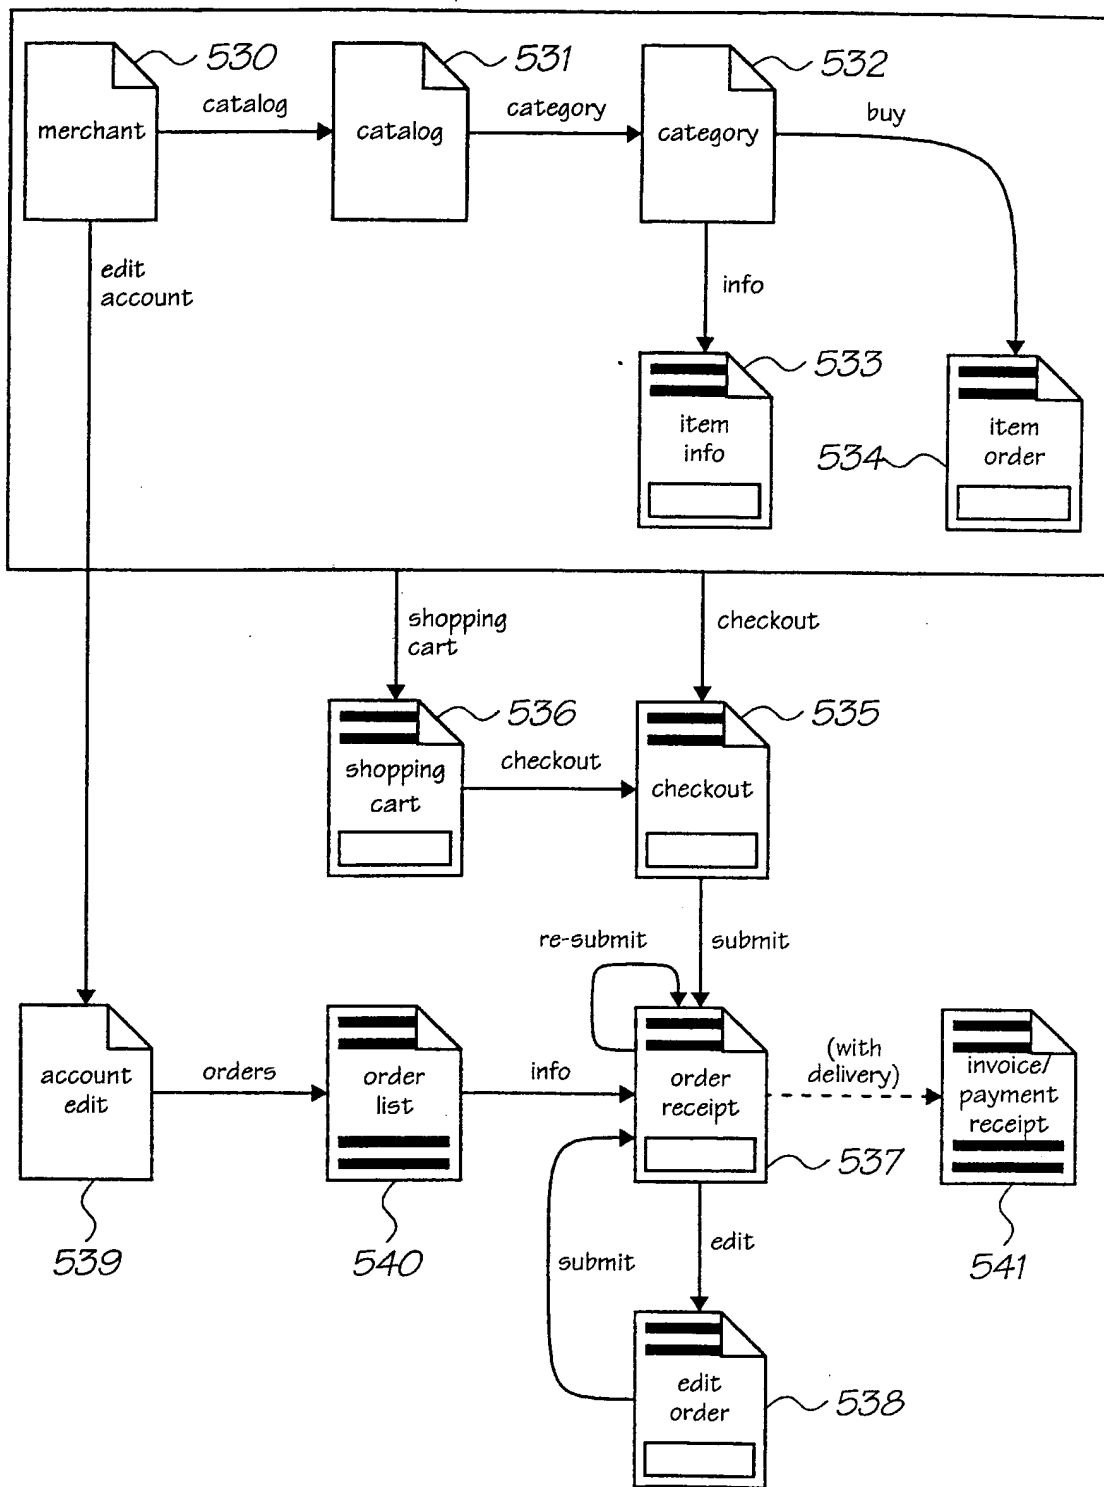 530
531
532
catalog
category
buy
merchant
catalog
category
edit
account
info
533
item
info
534
item
order
shopping
cart
checkout
536
535
shopping
cart
checkout
checkout
re-submit
submit
account
edit
orders
order
list
info
order
receipt
(with
delivery)
invoice/
payment
receipt
537
539
540
submit
edit
541
edit
order
538